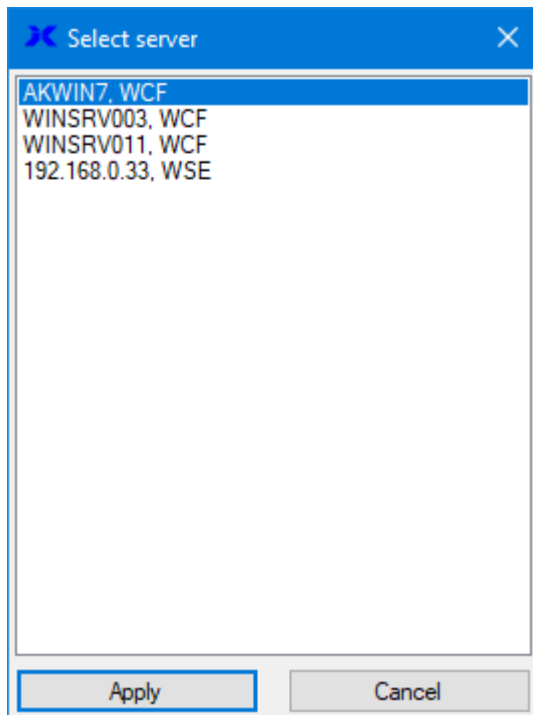 Select server
AKWIN7, WCF
WINSRV003, WCF
WINSRV011, WCF
192.168.0.33, WSE
Apply
Cancel